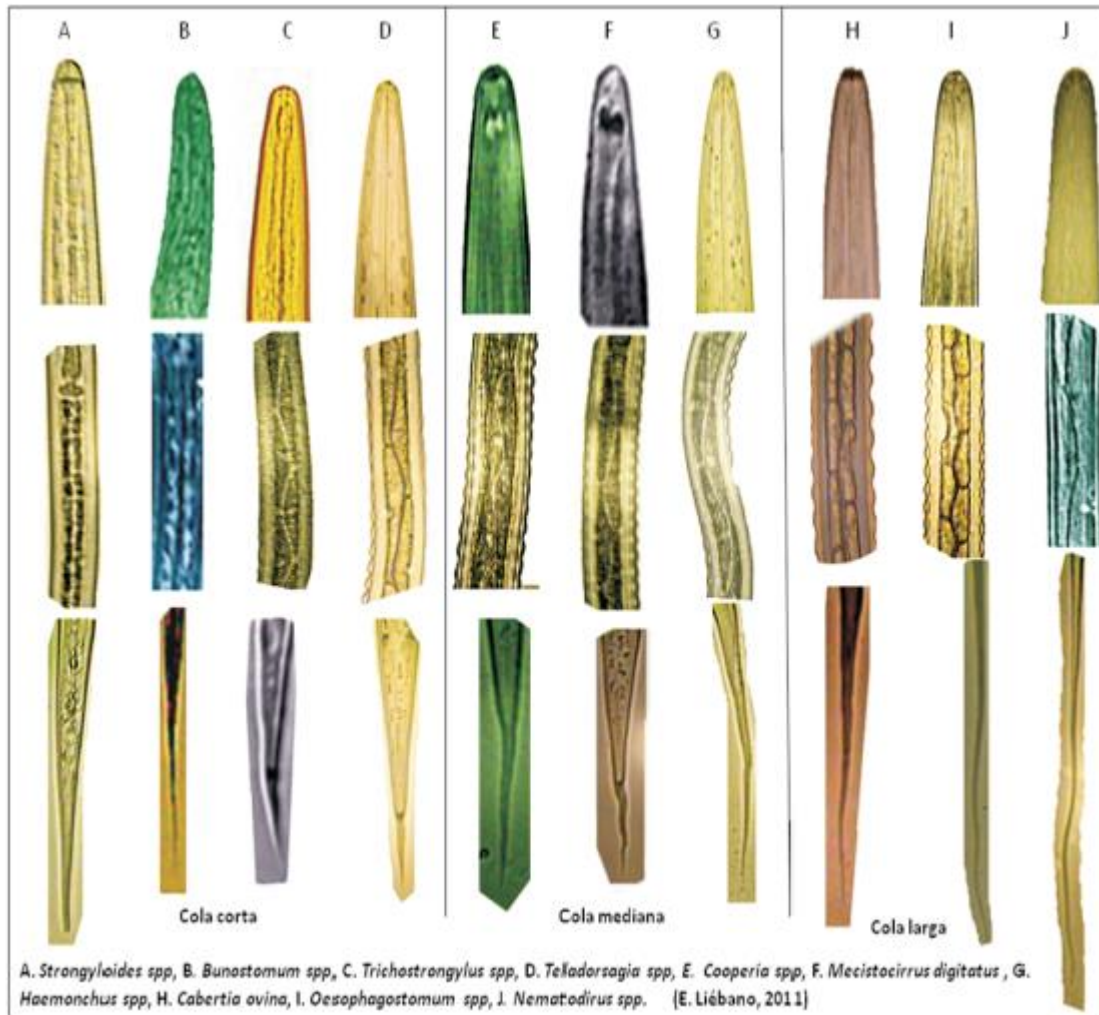 A B C D E F G H I J
Cola corta
Cola mediana
Cola larga
A. Strongyloides spp, B. Bunostomum spp, C. Trichostrongylus spp, D. Teladorsagia spp, E. Cooperia spp, F. Mecistocirrus digitatus , G.
Haemonchus spp, H. Cabertia ovina, I. Oesophagostomum spp, J. Nematodirus spp. (E. Liébano, 2011)